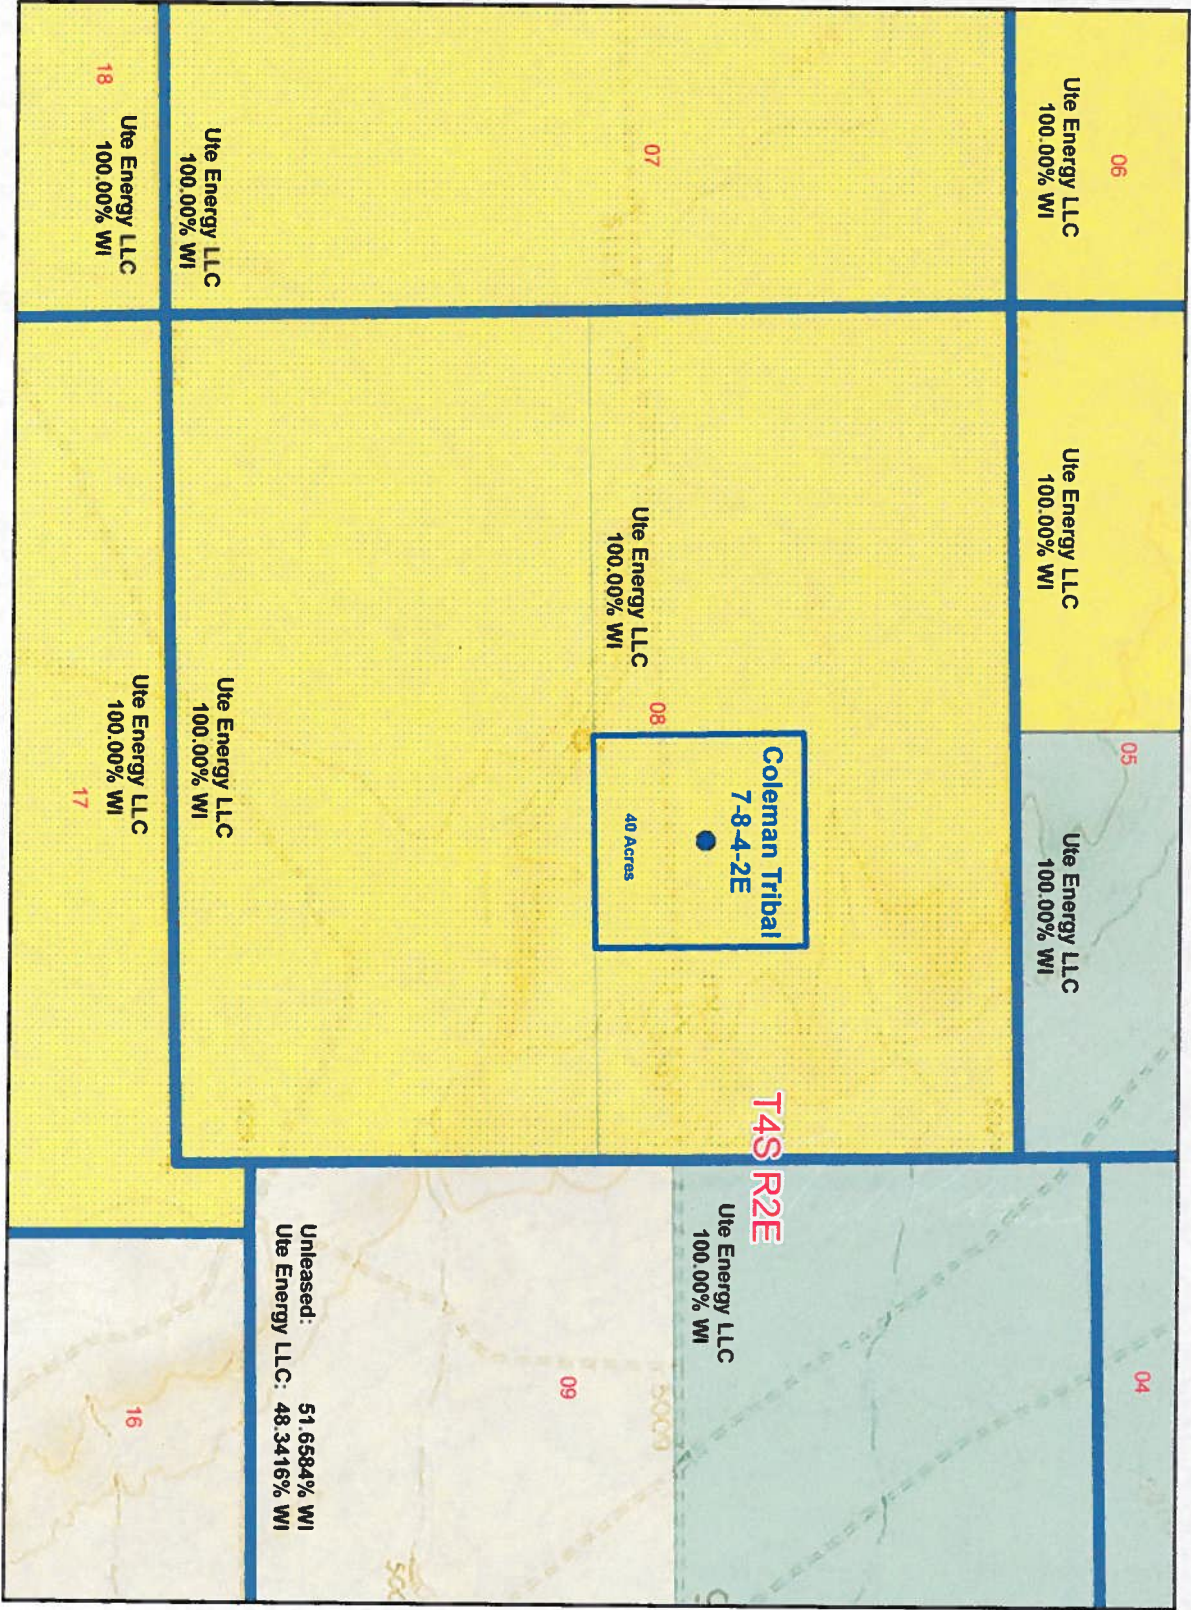 06
Ute Energy LLC
100.00% WI
Ute Energy LLC
100.00% WI
05
Ute Energy LLC
100.00% WI
04
07
Ute Energy LLC
100.00% WI
Ute Energy LLC
100.00% WI
08
Coleman Tribal
7-8-4-2E
40 Acres
T4S R2E
Ute Energy LLC
100.00% WI
09
5009
500
Unleased: 51.6584% WI
Ute Energy LLC: 48.3416% WI
Ute Energy LLC
100.00% WI
18
Ute Energy LLC
100.00% WI
Ute Energy LLC
100.00% WI
17
16